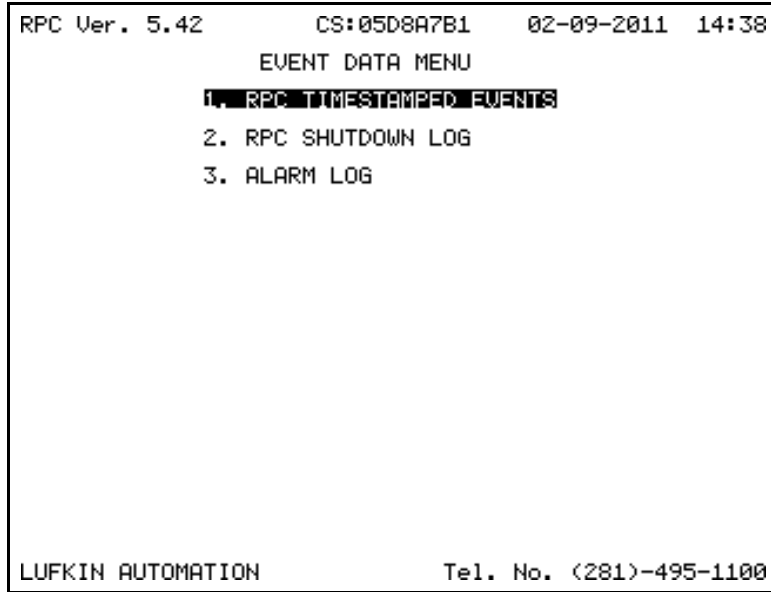 RPC Ver. 5.42 CS:05D8A7B1 02-09-2011 14:38
EVENT DATA MENU
1. RPC TIMESTAMPED EVENTS
2. RPC SHUTDOWN LOG
3. ALARM LOG
LUFKIN AUTOMATION Tel. No. (281)-495-1100